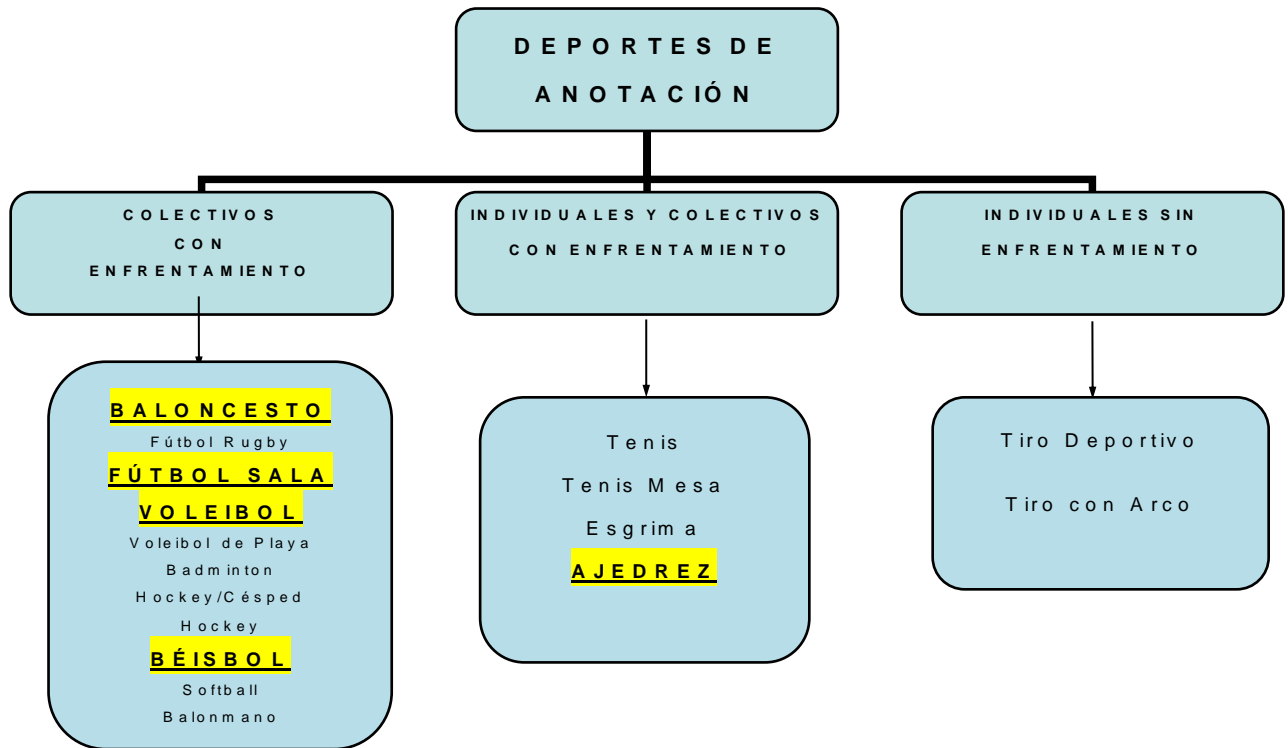 DEPORTES DE
ANOTACIÓN
COLECTIVOS
CON
ENFRENTAMIENTO
INDIVIDUALES Y COLECTIVOS
CON ENFRENTAMIENTO
INDIVIDUALES SIN
ENFRENTAMIENTO
BALONCESTO
Fútbol Rugby
FÚTBOL SALA
VOLEIBOL
Voleibol de Playa
Badminton
Hockey/Césped
Hockey
BÉISBOL
Softball
Balonmano
Tenis
Tenis Mesa
Esgrima
AJEDREZ
Tiro Deportivo
Tiro con Arco